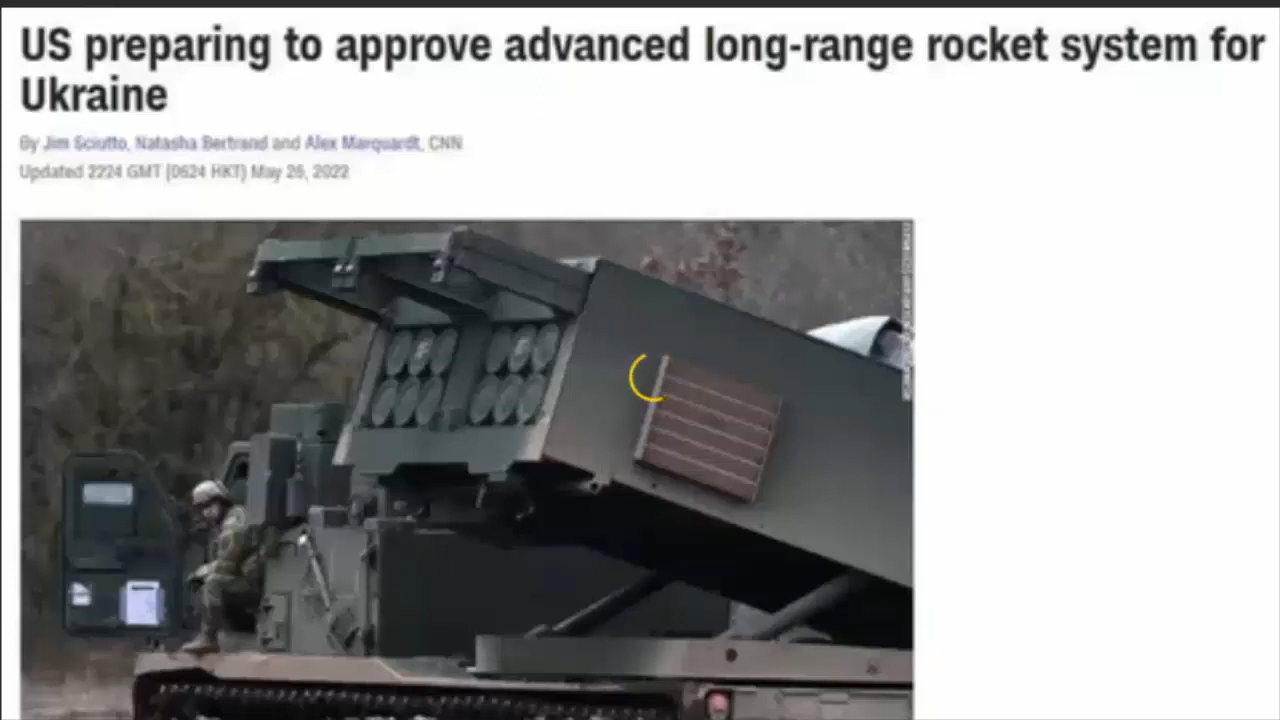 US preparing to approve advanced long-range rocket system for
Ukraine
By Jim Sciutto, Natasha Bertrand and Alex Marquardt, CNN
Updated 2224 GMT (0624 HKT) May 26, 2022